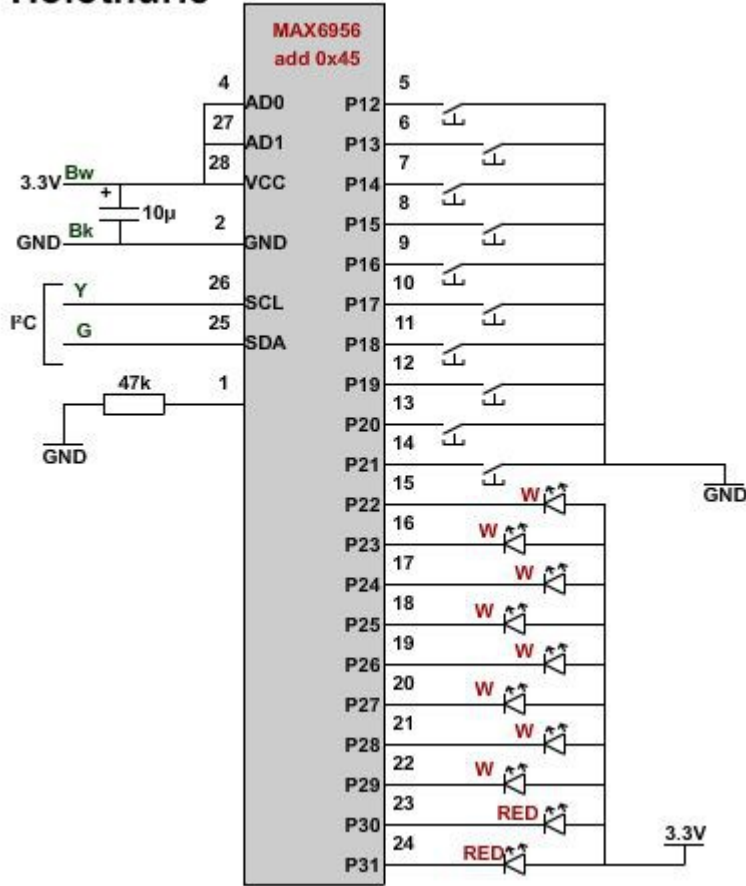 MAX6956
add 0x45
4
AD0
27
AD1
28
3.3V Bw
VCC
+
10µ
2
GND Bk
GND
I²C
Y
26
SCL
G
25
SDA
47k
1
GND
5
P12
6
P13
7
P14
8
P15
9
P16
10
P17
11
P18
12
P19
13
P20
14
P21
GND
15
P22 W
16
P23 W
17
P24 W
18
P25 W
19
P26 W
20
P27 W
21
P28 W
22
P29 W
23
P30 RED
24
P31 RED
3.3V